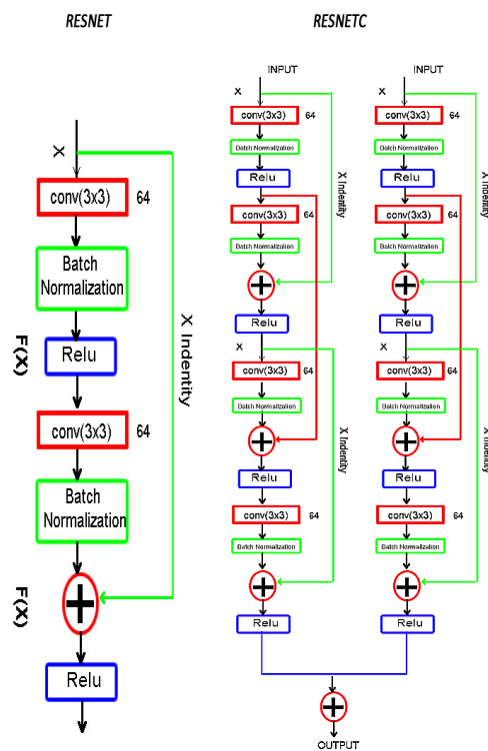 RESNET
X
conv(3x3) 64
Batch
Normalization
Relu
F(X)
conv(3x3) 64
Batch
Normalization
F(X)
Relu
X Indentity
RESNETC
INPUT
X
conv(3x3) 64
Batch Normalization
Relu
conv(3x3) 64
Batch Normalization
Relu
X Indentity
X
conv(3x3) 64
Batch Normalization
Relu
conv(3x3) 64
Batch Normalization
Relu
X Indentity
INPUT
X
conv(3x3) 64
Batch Normalization
Relu
conv(3x3) 64
Batch Normalization
Relu
X Indentity
X
conv(3x3) 64
Batch Normalization
Relu
conv(3x3) 64
Batch Normalization
Relu
X Indentity
OUTPUT